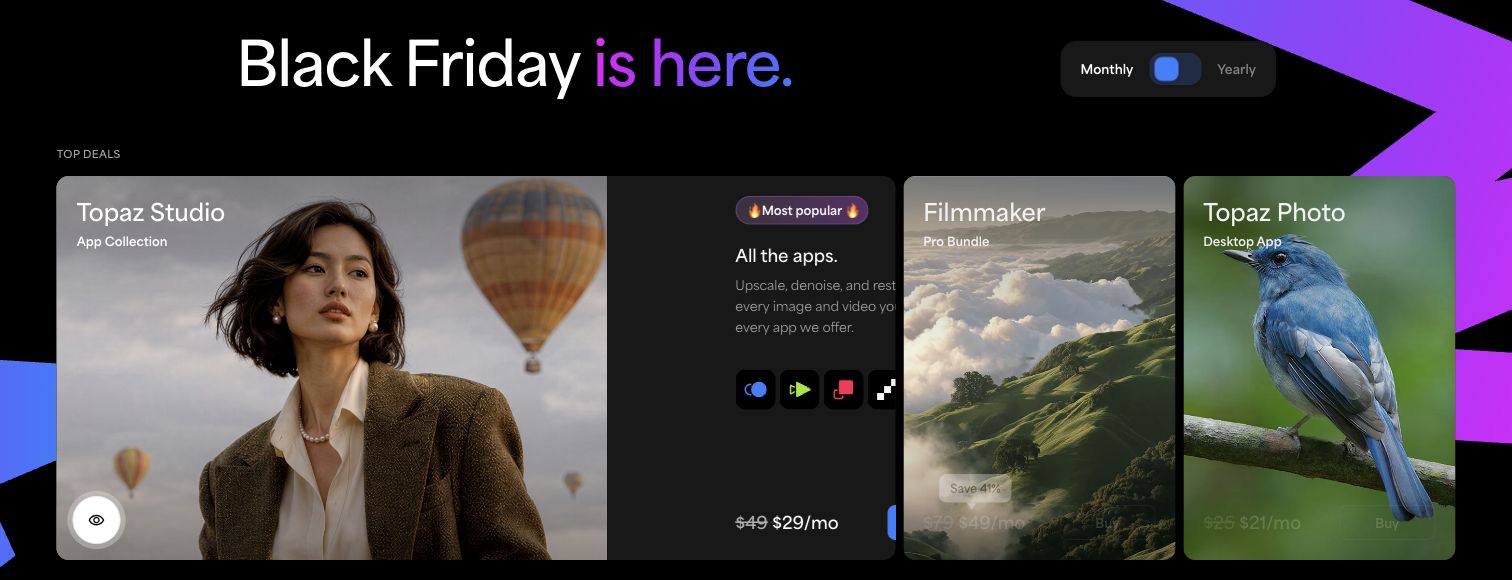 Black Friday is here.
Monthly Yearly
TOP DEALS
Topaz Studio
App Collection
🔥Most popular 🔥
All the apps.
Upscale, denoise, and rest
every image and video yo
every app we offer.
$49 $29/mo
Filmmaker
Pro Bundle
Save 41%
$79 $49/mo Buy
Topaz Photo
Desktop App
$25 $21/mo Buy